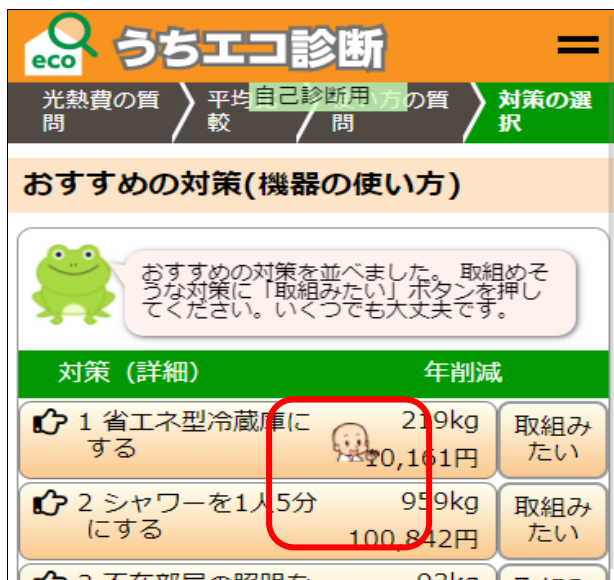 eco うちエコ診断
光熱費の質
問
平均
較
自己診断用
い方の質
問
対策の選
択
おすすめの対策(機器の使い方)
おすすめの対策を並べました。 取組めそ
うな対策に「取組みたい」ボタンを押し
てください。いくつでも大丈夫です。
対策（詳細）　年削減
1 省エネ型冷蔵庫に
する
219kg
0,161円
取組み
たい
2 シャワーを1人5分
にする
959kg
100,842円
取組み
たい